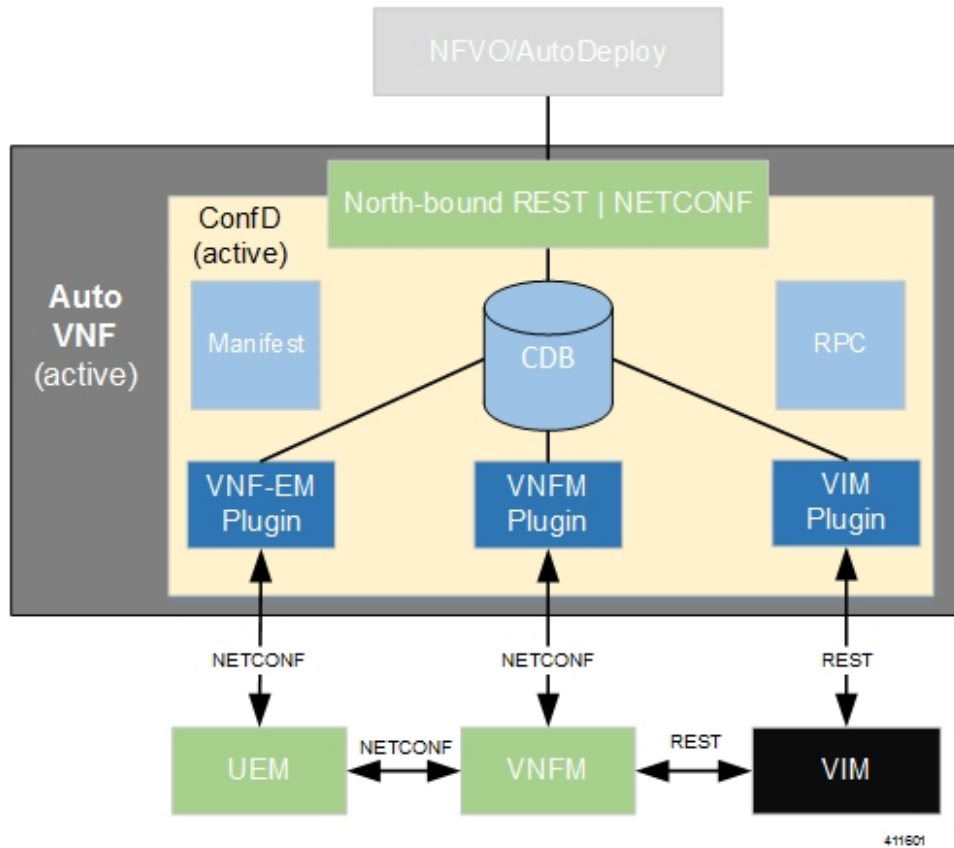 NFVO/AutoDeploy
North-bound REST | NETCONF
ConfD
(active)
Auto
VNF
(active)
Manifest
CDB
RPC
VNF-EM
Plugin
VNFM
Plugin
VIM
Plugin
NETCONF
NETCONF
REST
UEM
NETCONF
VNFM
REST
VIM
411601